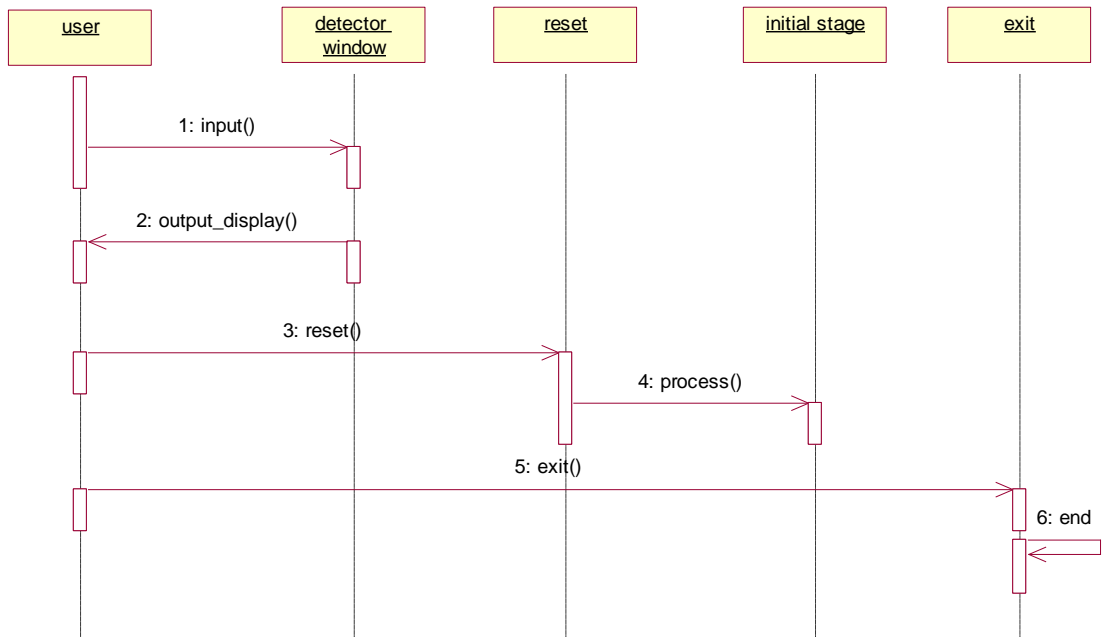 user
detector
window
reset
initial stage
exit
1: input()
2: output_display()
3: reset()
4: process()
5: exit()
6: end